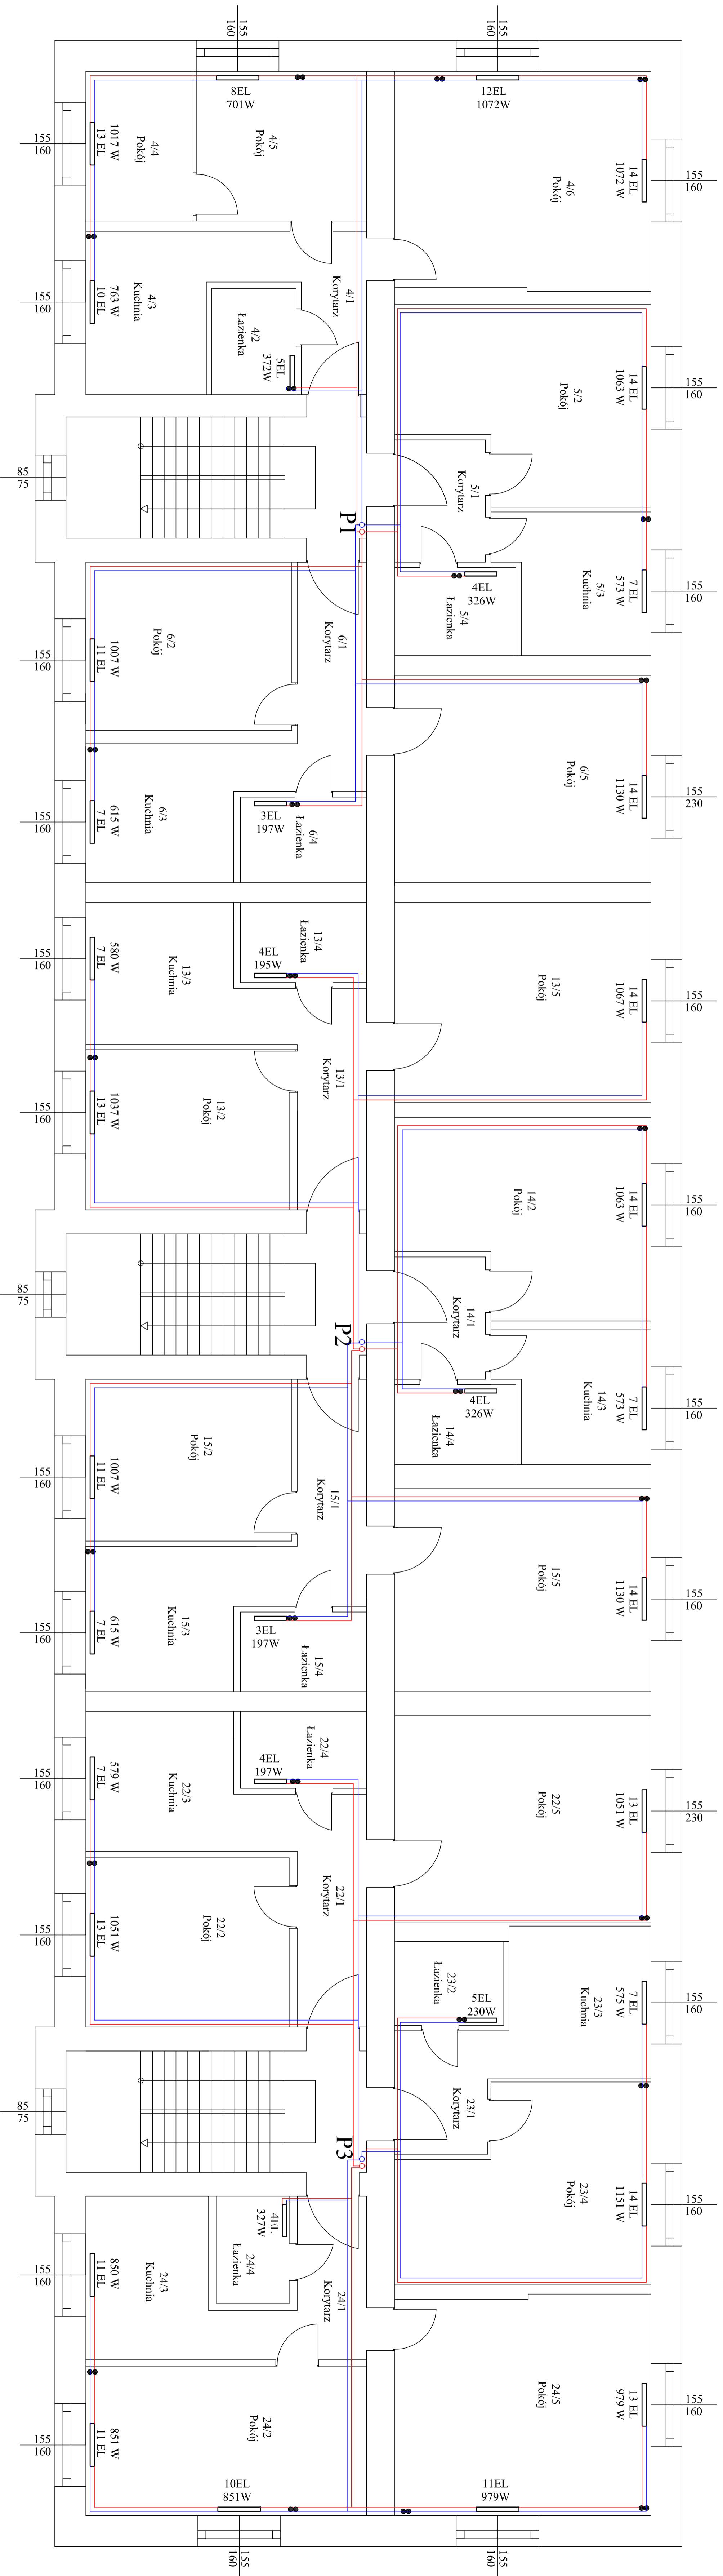 155
160
155
160
8EL
701W
12EL
1072W
155
160
1017 W
13 EL
4/4
Pokój
4/5
Pokój
4/6
Pokój
14 EL
1072 W
155
160
155
160
763 W
10 EL
4/3
Kuchnia
4/1
Korytarz
4/2
Łazienka
5EL
372W
5/2
Pokój
14 EL
1063 W
155
160
85
75
P1
5/1
Korytarz
4EL
326W
5/4
Łazienka
5/3
Kuchnia
7 EL
573 W
155
160
155
160
1007 W
11 EL
6/2
Pokój
6/1
Korytarz
6/5
Pokój
14 EL
1130 W
155
230
155
160
615 W
7 EL
6/3
Kuchnia
3EL
197W
6/4
Łazienka
155
160
580 W
7 EL
13/3
Kuchnia
4EL
195W
13/4
Łazienka
13/5
Pokój
14 EL
1067 W
155
160
155
160
1037 W
13 EL
13/2
Pokój
13/1
Korytarz
14/2
Pokój
14 EL
1063 W
155
160
85
75
P2
14/1
Korytarz
4EL
326W
14/4
Łazienka
14/3
Kuchnia
7 EL
573 W
155
160
155
160
1007 W
11 EL
15/2
Pokój
15/1
Korytarz
15/5
Pokój
14 EL
1130 W
155
160
155
160
615 W
7 EL
15/3
Kuchnia
3EL
197W
15/4
Łazienka
155
160
579 W
7 EL
22/3
Kuchnia
4EL
197W
22/4
Łazienka
22/5
Pokój
13 EL
1051 W
155
230
155
160
1051 W
13 EL
22/2
Pokój
22/1
Korytarz
23/2
Łazienka
5EL
230W
23/3
Kuchnia
7 EL
575 W
155
160
85
75
P3
23/1
Korytarz
23/4
Pokój
14 EL
1151 W
155
160
155
160
850 W
11 EL
24/3
Kuchnia
24/4
Łazienka
4EL
327W
24/1
Korytarz
24/5
Pokój
13 EL
979 W
155
160
155
160
851 W
11 EL
24/2
Pokój
10EL
851W
11EL
979W
155
160
155
160